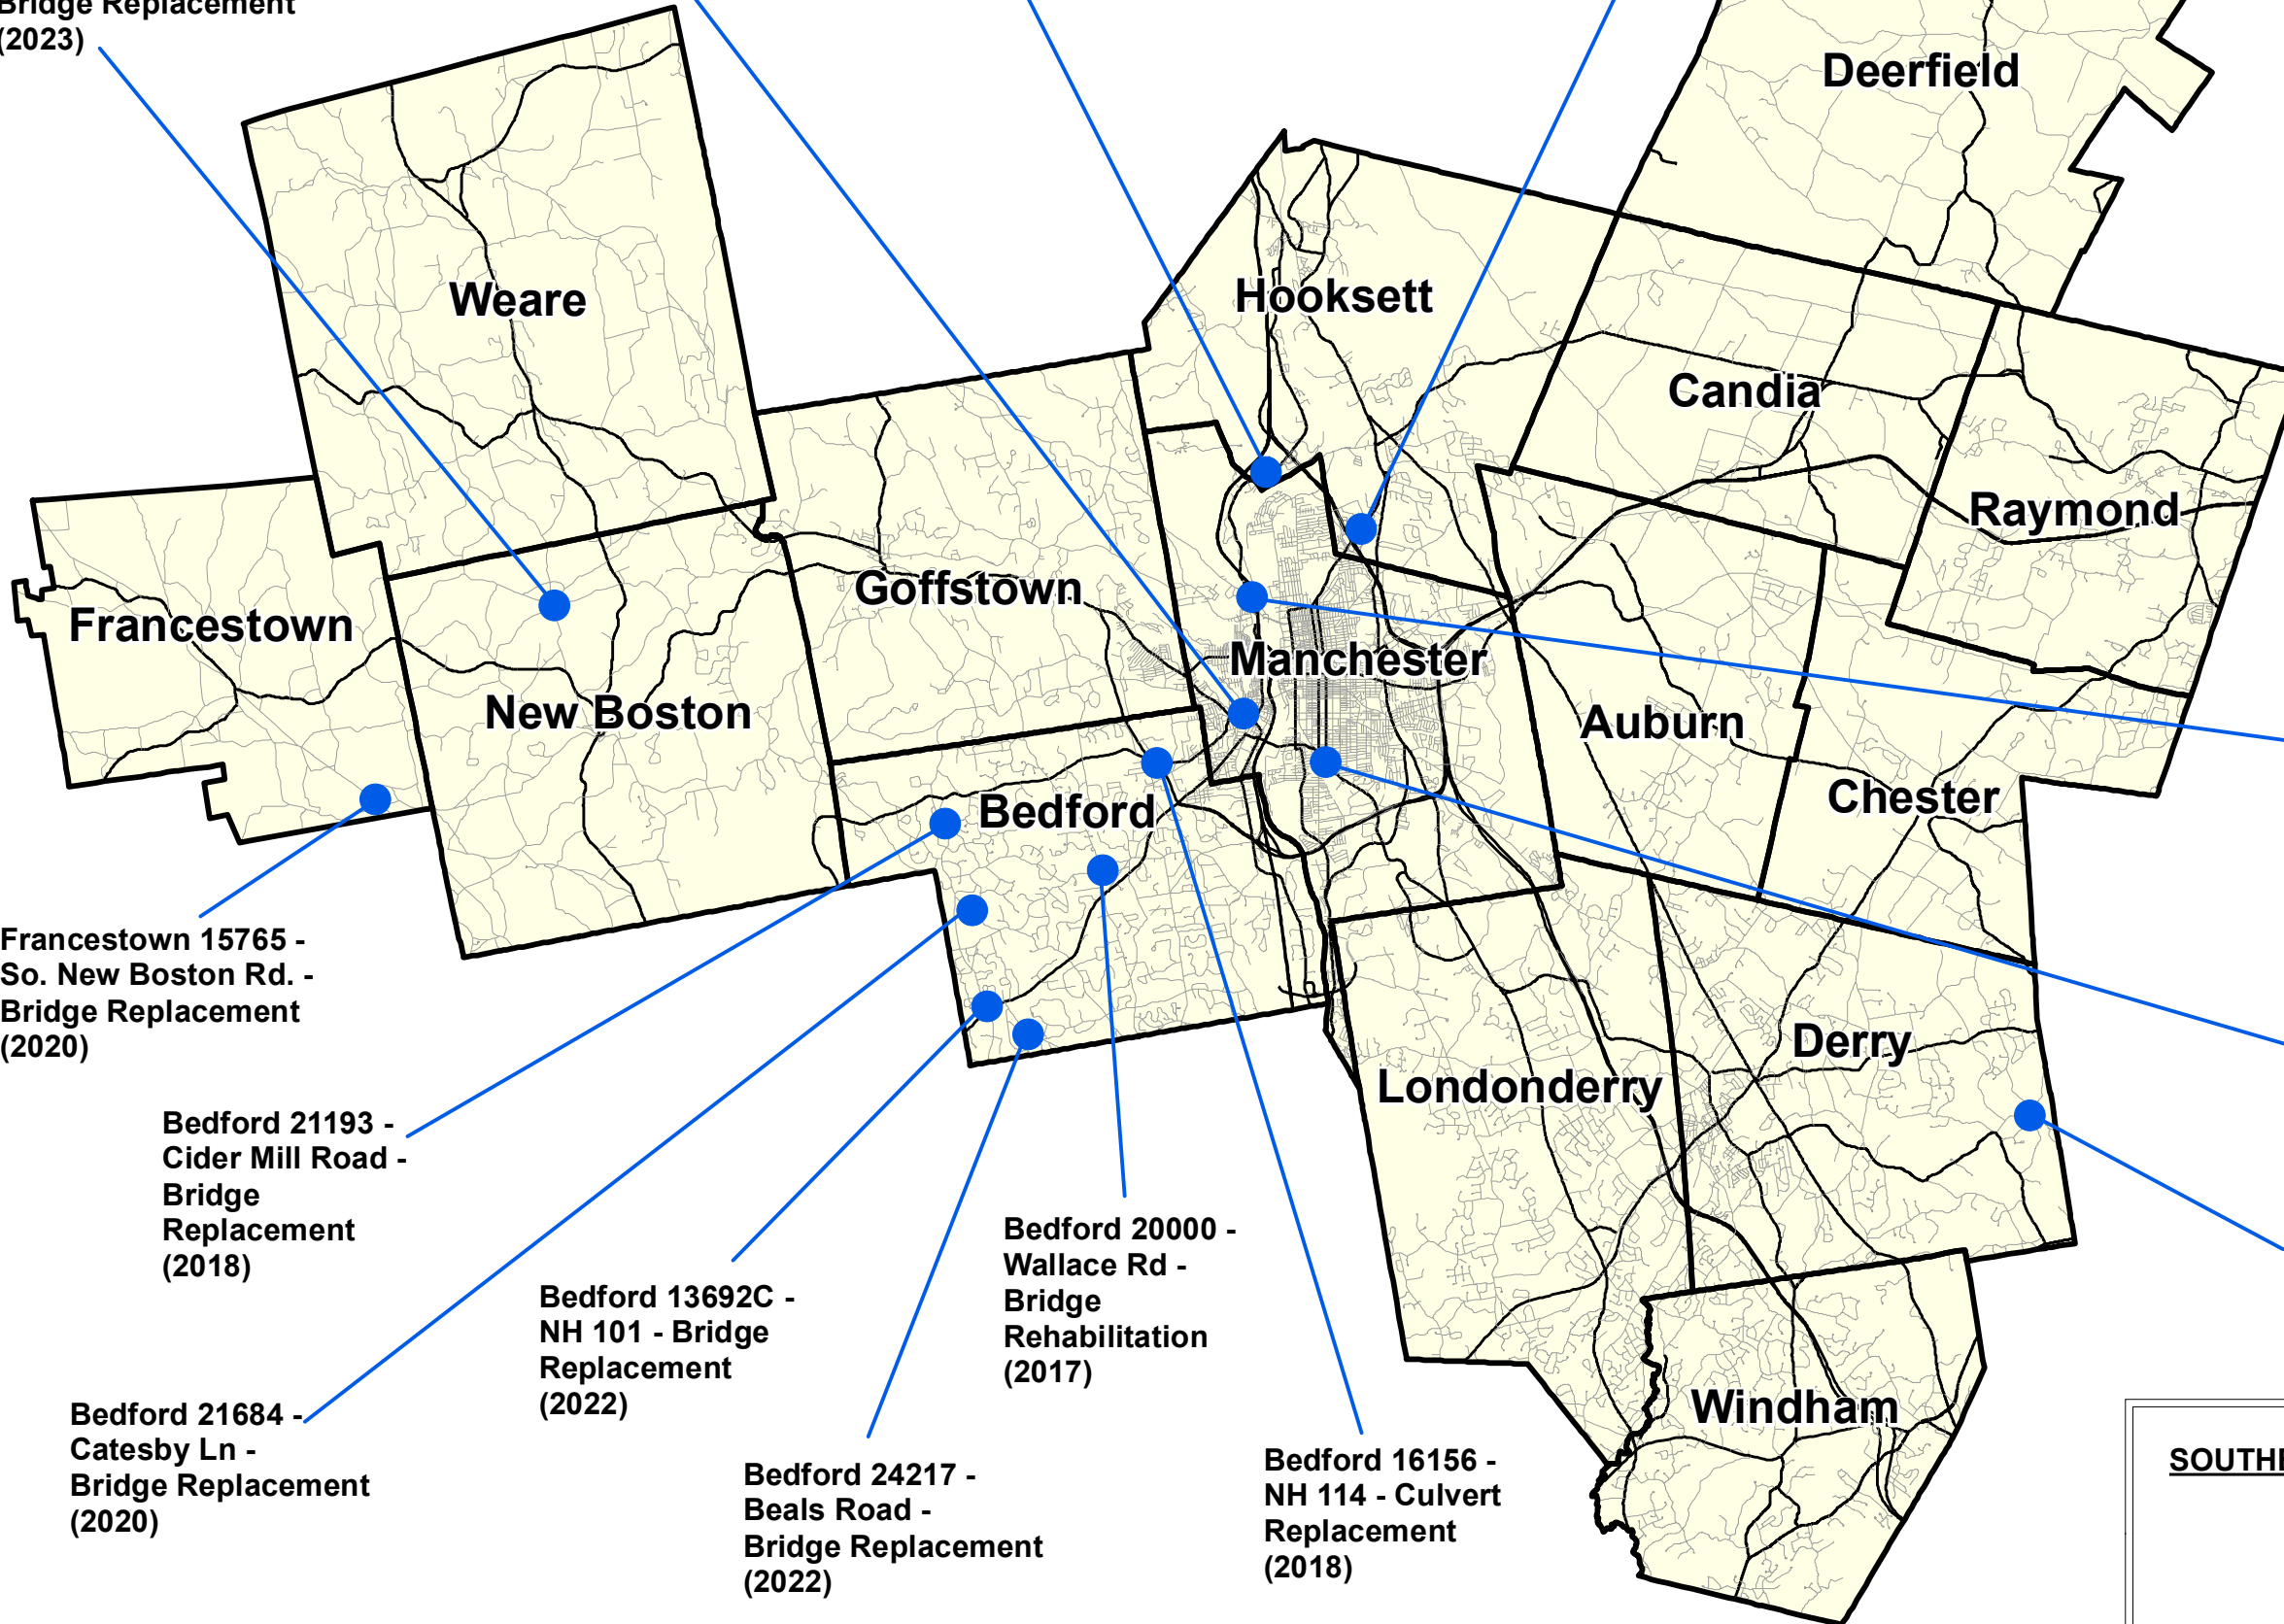 Bridge Replacement
(2023)
Deerfield
Weare
Hooksett
Candia
Raymond
Goffstown
Francestown
Manchester
New Boston
Auburn
Chester
Bedford
Francestown 15765 -
So. New Boston Rd. -
Bridge Replacement
(2020)
Derry
Londonderry
Bedford 21193 -
Cider Mill Road -
Bridge
Replacement
(2018)
Bedford 20000 -
Wallace Rd -
Bridge
Rehabilitation
(2017)
Bedford 13692C -
NH 101 - Bridge
Replacement
(2022)
Windham
Bedford 21684 -
Catesby Ln -
Bridge Replacement
(2020)
Bedford 24217 -
Beals Road -
Bridge Replacement
(2022)
Bedford 16156 -
NH 114 - Culvert
Replacement
(2018)